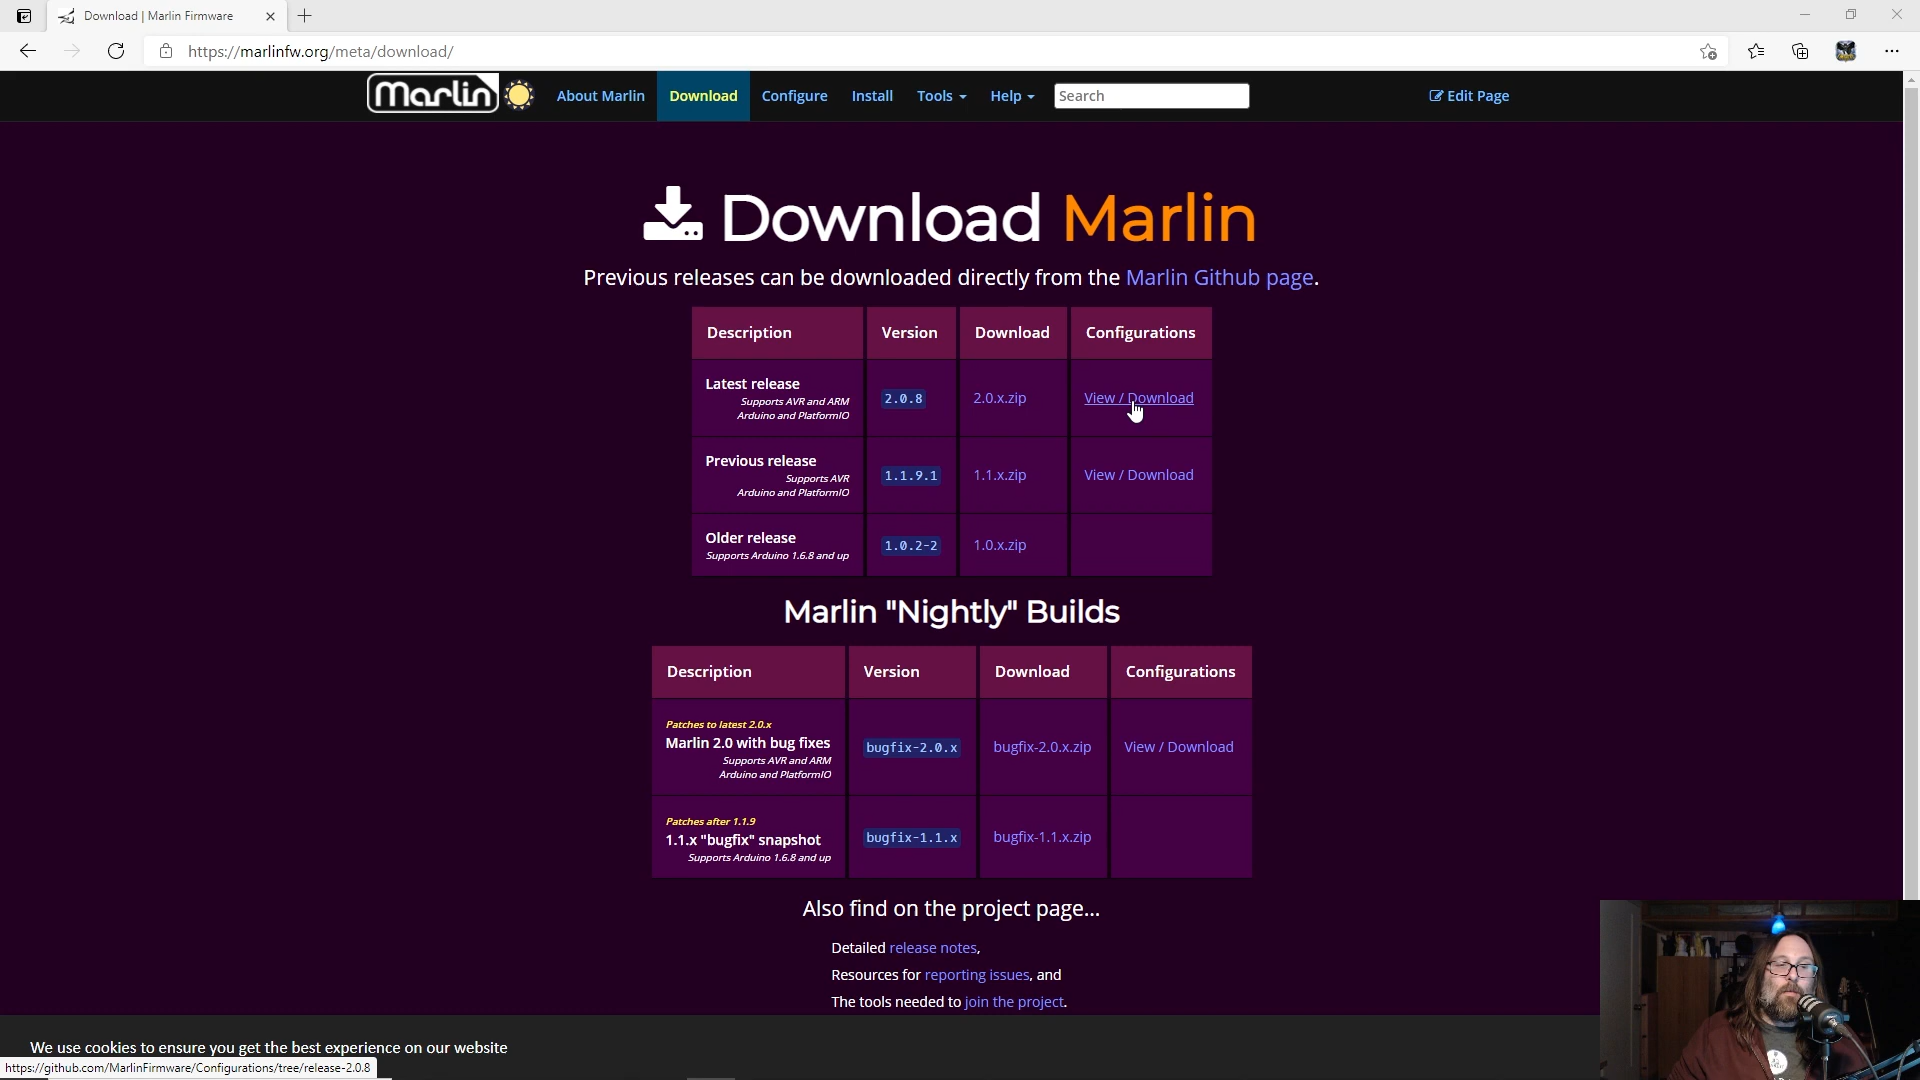 Download | Marlin Firmware
https://marlinfw.org/meta/download/
Marlin
About Marlin
Download
Configure
Install
Tools
Help
Search
Edit Page
Download Marlin
Previous releases can be downloaded directly from the Marlin Github page.
Description Version Download Configurations
Latest release
Supports AVR and ARM
Arduino and PlatformIO
2.0.8 2.0.x.zip View / Download
Previous release
Supports AVR
Arduino and PlatformIO
1.1.9.1 1.1.x.zip View / Download
Older release
Supports Arduino 1.6.8 and up
1.0.2-2 1.0.x.zip
Marlin "Nightly" Builds
Description Version Download Configurations
Patches to latest 2.0.x
Marlin 2.0 with bug fixes
Supports AVR and ARM
Arduino and PlatformIO
bugfix-2.0.x bugfix-2.0.x.zip View / Download
Patches after 1.1.9
1.1.x "bugfix" snapshot
Supports Arduino 1.6.8 and up
bugfix-1.1.x bugfix-1.1.x.zip
Also find on the project page...
Detailed release notes,
Resources for reporting issues, and
The tools needed to join the project.
We use cookies to ensure you get the best experience on our website
https://github.com/MarlinFirmware/Configurations/tree/release-2.0.8